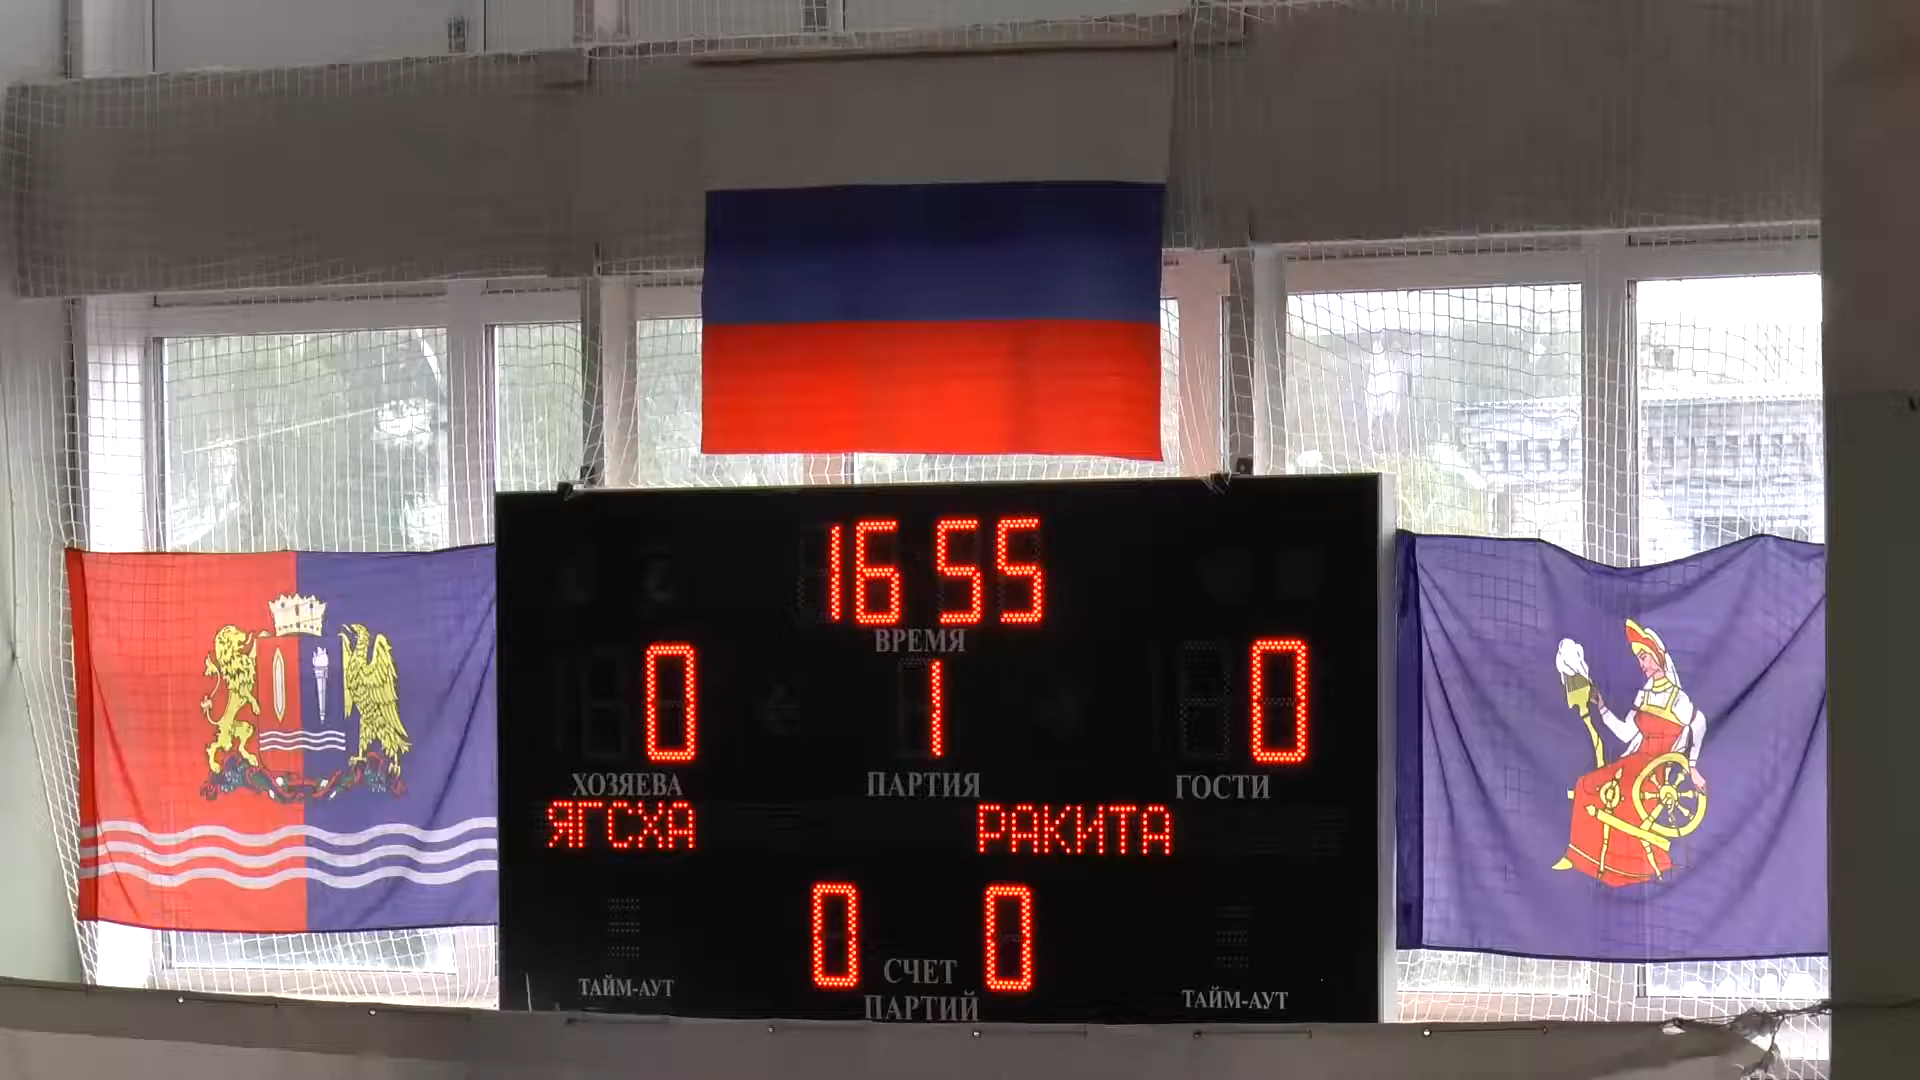 16 55
ВРЕМЯ
0 1 0
ХОЗЯЕВА ПАРТИЯ ГОСТИ
ЯГСХА РАКИТА
0 0
ТАЙМ-АУТ СЧЕТ ПАРТИЙ ТАЙМ-АУТ